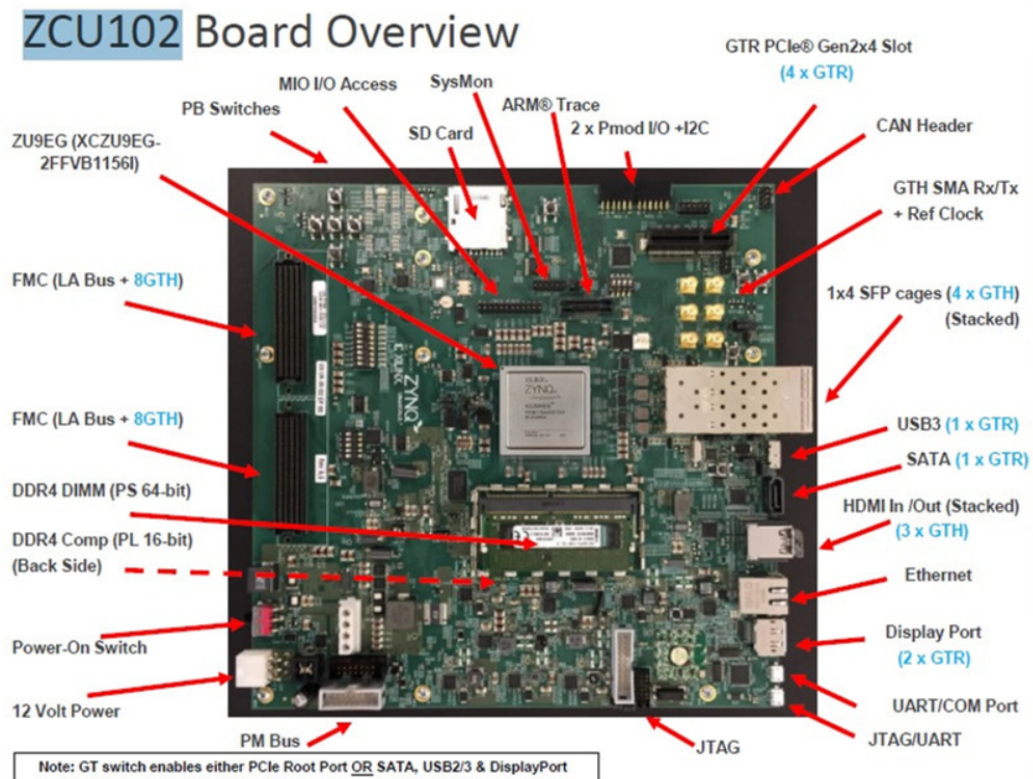 ZCU102 Board Overview
GTR PCIe® Gen2x4 Slot
(4 x GTR)
MIO I/O Access
SysMon
PB Switches
ARM® Trace
SD Card
2 x Pmod I/O +I2C
CAN Header
ZU9EG (XCZU9EG-
2FFVB1156I)
GTH SMA Rx/Tx
+ Ref Clock
FMC (LA Bus + 8GTH)
1x4 SFP cages (4 x GTH)
(Stacked)
XILINX
ZYNQ
XILINX
ZYNQ
FMC (LA Bus + 8GTH)
USB3 (1 x GTR)
SATA (1 x GTR)
DDR4 DIMM (PS 64-bit)
HDMI In /Out (Stacked)
(3 x GTH)
DDR4 Comp (PL 16-bit)
(Back Side)
Ethernet
Power-On Switch
Display Port
(2 x GTR)
12 Volt Power
UART/COM Port
PM Bus
JTAG
JTAG/UART
Note: GT switch enables either PCIe Root Port OR SATA, USB2/3 & DisplayPort